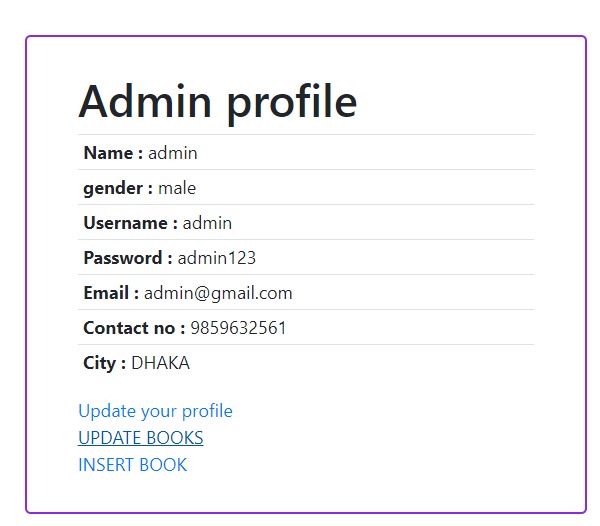 Admin profile
Name : admin
gender : male
Username : admin
Password : admin123
Email : admin@gmail.com
Contact no : 9859632561
City : DHAKA
Update your profile
UPDATE BOOKS
INSERT BOOK